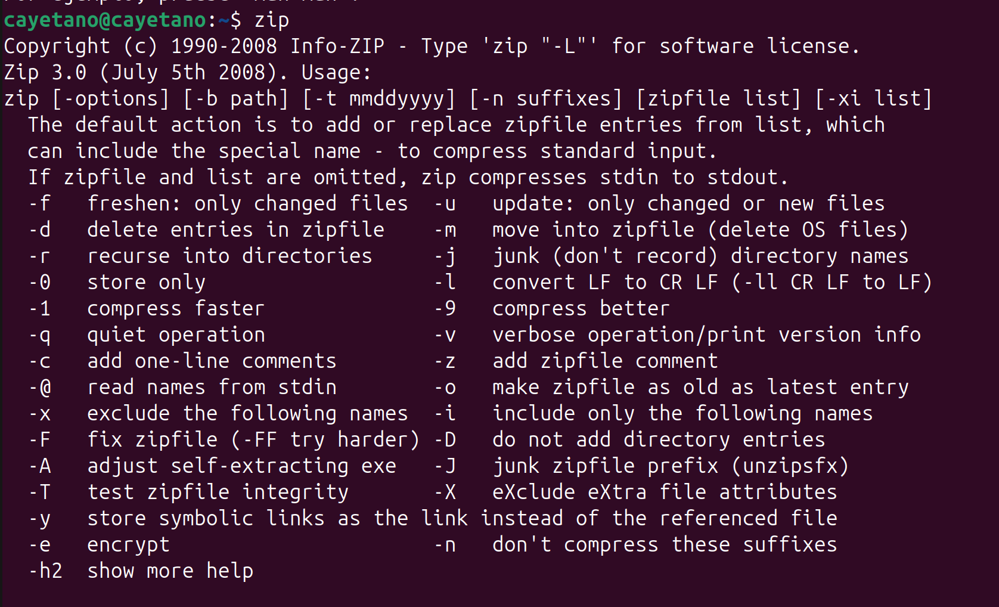 cayetano@cayetano:~$ zip
Copyright (c) 1990-2008 Info-ZIP - Type 'zip "-L"' for software license.
Zip 3.0 (July 5th 2008). Usage:
zip [-options] [-b path] [-t mmddyyyy] [-n suffixes] [zipfile list] [-xi list]
  The default action is to add or replace zipfile entries from list, which
  can include the special name - to compress standard input.
  If zipfile and list are omitted, zip compresses stdin to stdout.
  -f   freshen: only changed files  -u   update: only changed or new files
  -d   delete entries in zipfile    -m   move into zipfile (delete OS files)
  -r   recurse into directories     -j   junk (don't record) directory names
  -0   store only                   -l   convert LF to CR LF (-ll CR LF to LF)
  -1   compress faster              -9   compress better
  -q   quiet operation              -v   verbose operation/print version info
  -c   add one-line comments        -z   add zipfile comment
  -@   read names from stdin        -o   make zipfile as old as latest entry
  -x   exclude the following names  -i   include only the following names
  -F   fix zipfile (-FF try harder) -D   do not add directory entries
  -A   adjust self-extracting exe   -J   junk zipfile prefix (unzipsfx)
  -T   test zipfile integrity       -X   eXclude eXtra file attributes
  -y   store symbolic links as the link instead of the referenced file
  -e   encrypt                      -n   don't compress these suffixes
  -h2  show more help